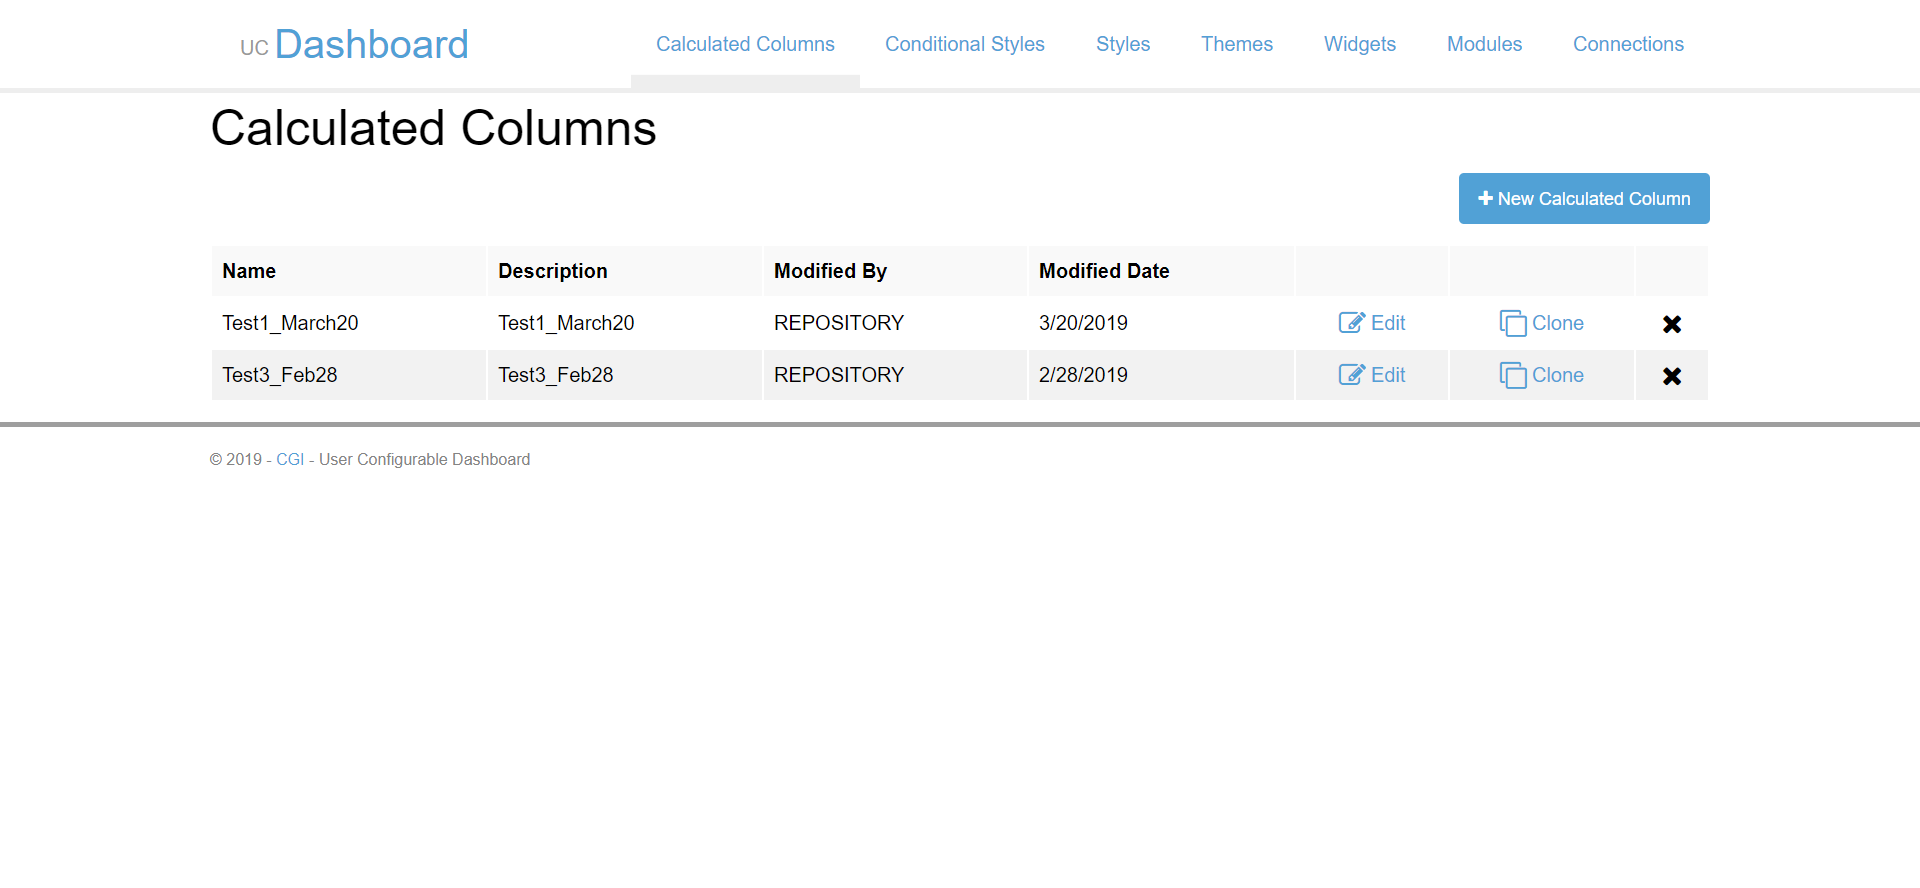 UC Dashboard Calculated Columns Conditional Styles Styles Themes Widgets Modules Connections
Calculated Columns
New Calculated Column
Name Description Modified By Modified Date
Test1_March20 Test1_March20 REPOSITORY 3/20/2019 Edit Clone
Test3_Feb28 Test3_Feb28 REPOSITORY 2/28/2019 Edit Clone
© 2019 - CGI - User Configurable Dashboard